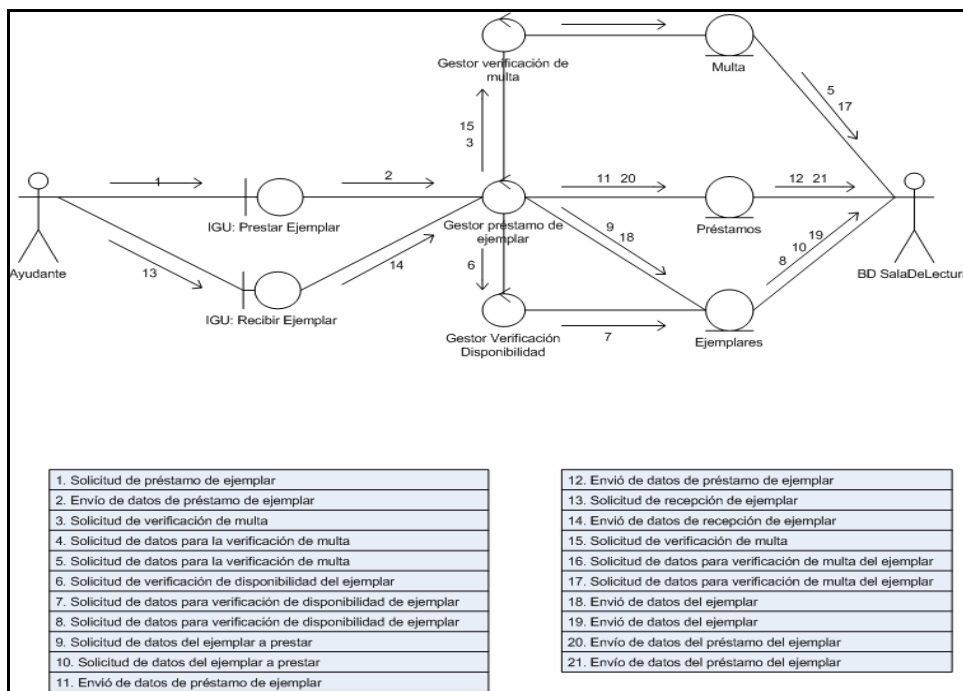 Gestor verificación de
multa
Multa
5
17
15
3
1
2
11 20
12 21
IGU: Prestar Ejemplar
Gestor préstamo de
ejemplar
Préstamos
9
18
19
10
8
Ayudante
13
14
6
BD SalaDeLectura
IGU: Recibir Ejemplar
Gestor Verificación
Disponibilidad
7
Ejemplares
1. Solicitud de préstamo de ejemplar
2. Envío de datos de préstamo de ejemplar
3. Solicitud de verificación de multa
4. Solicitud de datos para la verificación de multa
5. Solicitud de datos para la verificación de multa
6. Solicitud de verificación de disponibilidad del ejemplar
7. Solicitud de datos para verificación de disponibilidad de ejemplar
8. Solicitud de datos para verificación de disponibilidad de ejemplar
9. Solicitud de datos del ejemplar a prestar
10. Solicitud de datos del ejemplar a prestar
11. Envió de datos de préstamo de ejemplar
12. Envió de datos de préstamo de ejemplar
13. Solicitud de recepción de ejemplar
14. Envió de datos de recepción de ejemplar
15. Solicitud de verificación de multa
16. Solicitud de datos para verificación de multa del ejemplar
17. Solicitud de datos para verificación de multa del ejemplar
18. Envió de datos del ejemplar
19. Envió de datos del ejemplar
20. Envío de datos del préstamo del ejemplar
21. Envío de datos del préstamo del ejemplar